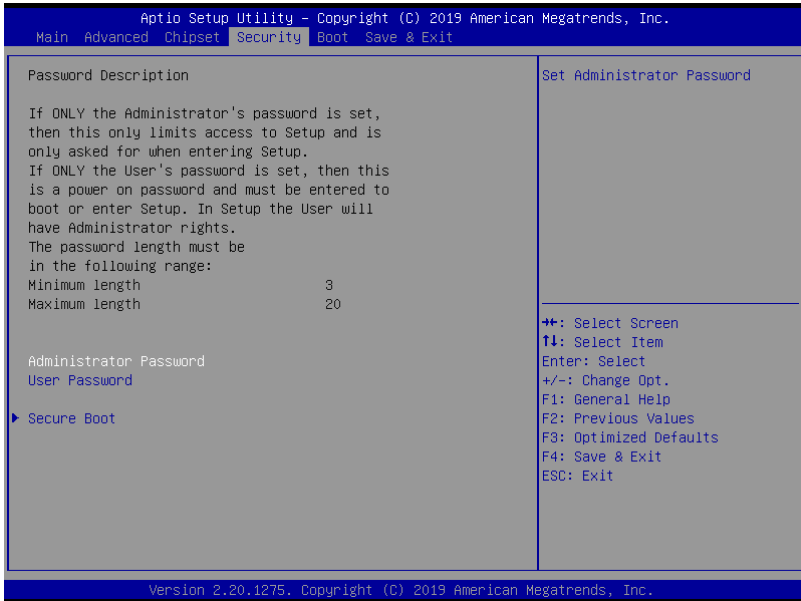 Aptio Setup Utility – Copyright (C) 2019 American Megatrends, Inc.
Main Advanced Chipset Security Boot Save & Exit
Password Description
If ONLY the Administrator's password is set,
then this only limits access to Setup and is
only asked for when entering Setup.
If ONLY the User's password is set, then this
is a power on password and must be entered to
boot or enter Setup. In Setup the User will
have Administrator rights.
The password length must be
in the following range:
Minimum length 3
Maximum length 20
Administrator Password
User Password
Secure Boot
Set Administrator Password
→←: Select Screen
↑↓: Select Item
Enter: Select
+/-: Change Opt.
F1: General Help
F2: Previous Values
F3: Optimized Defaults
F4: Save & Exit
ESC: Exit
Version 2.20.1275. Copyright (C) 2019 American Megatrends, Inc.